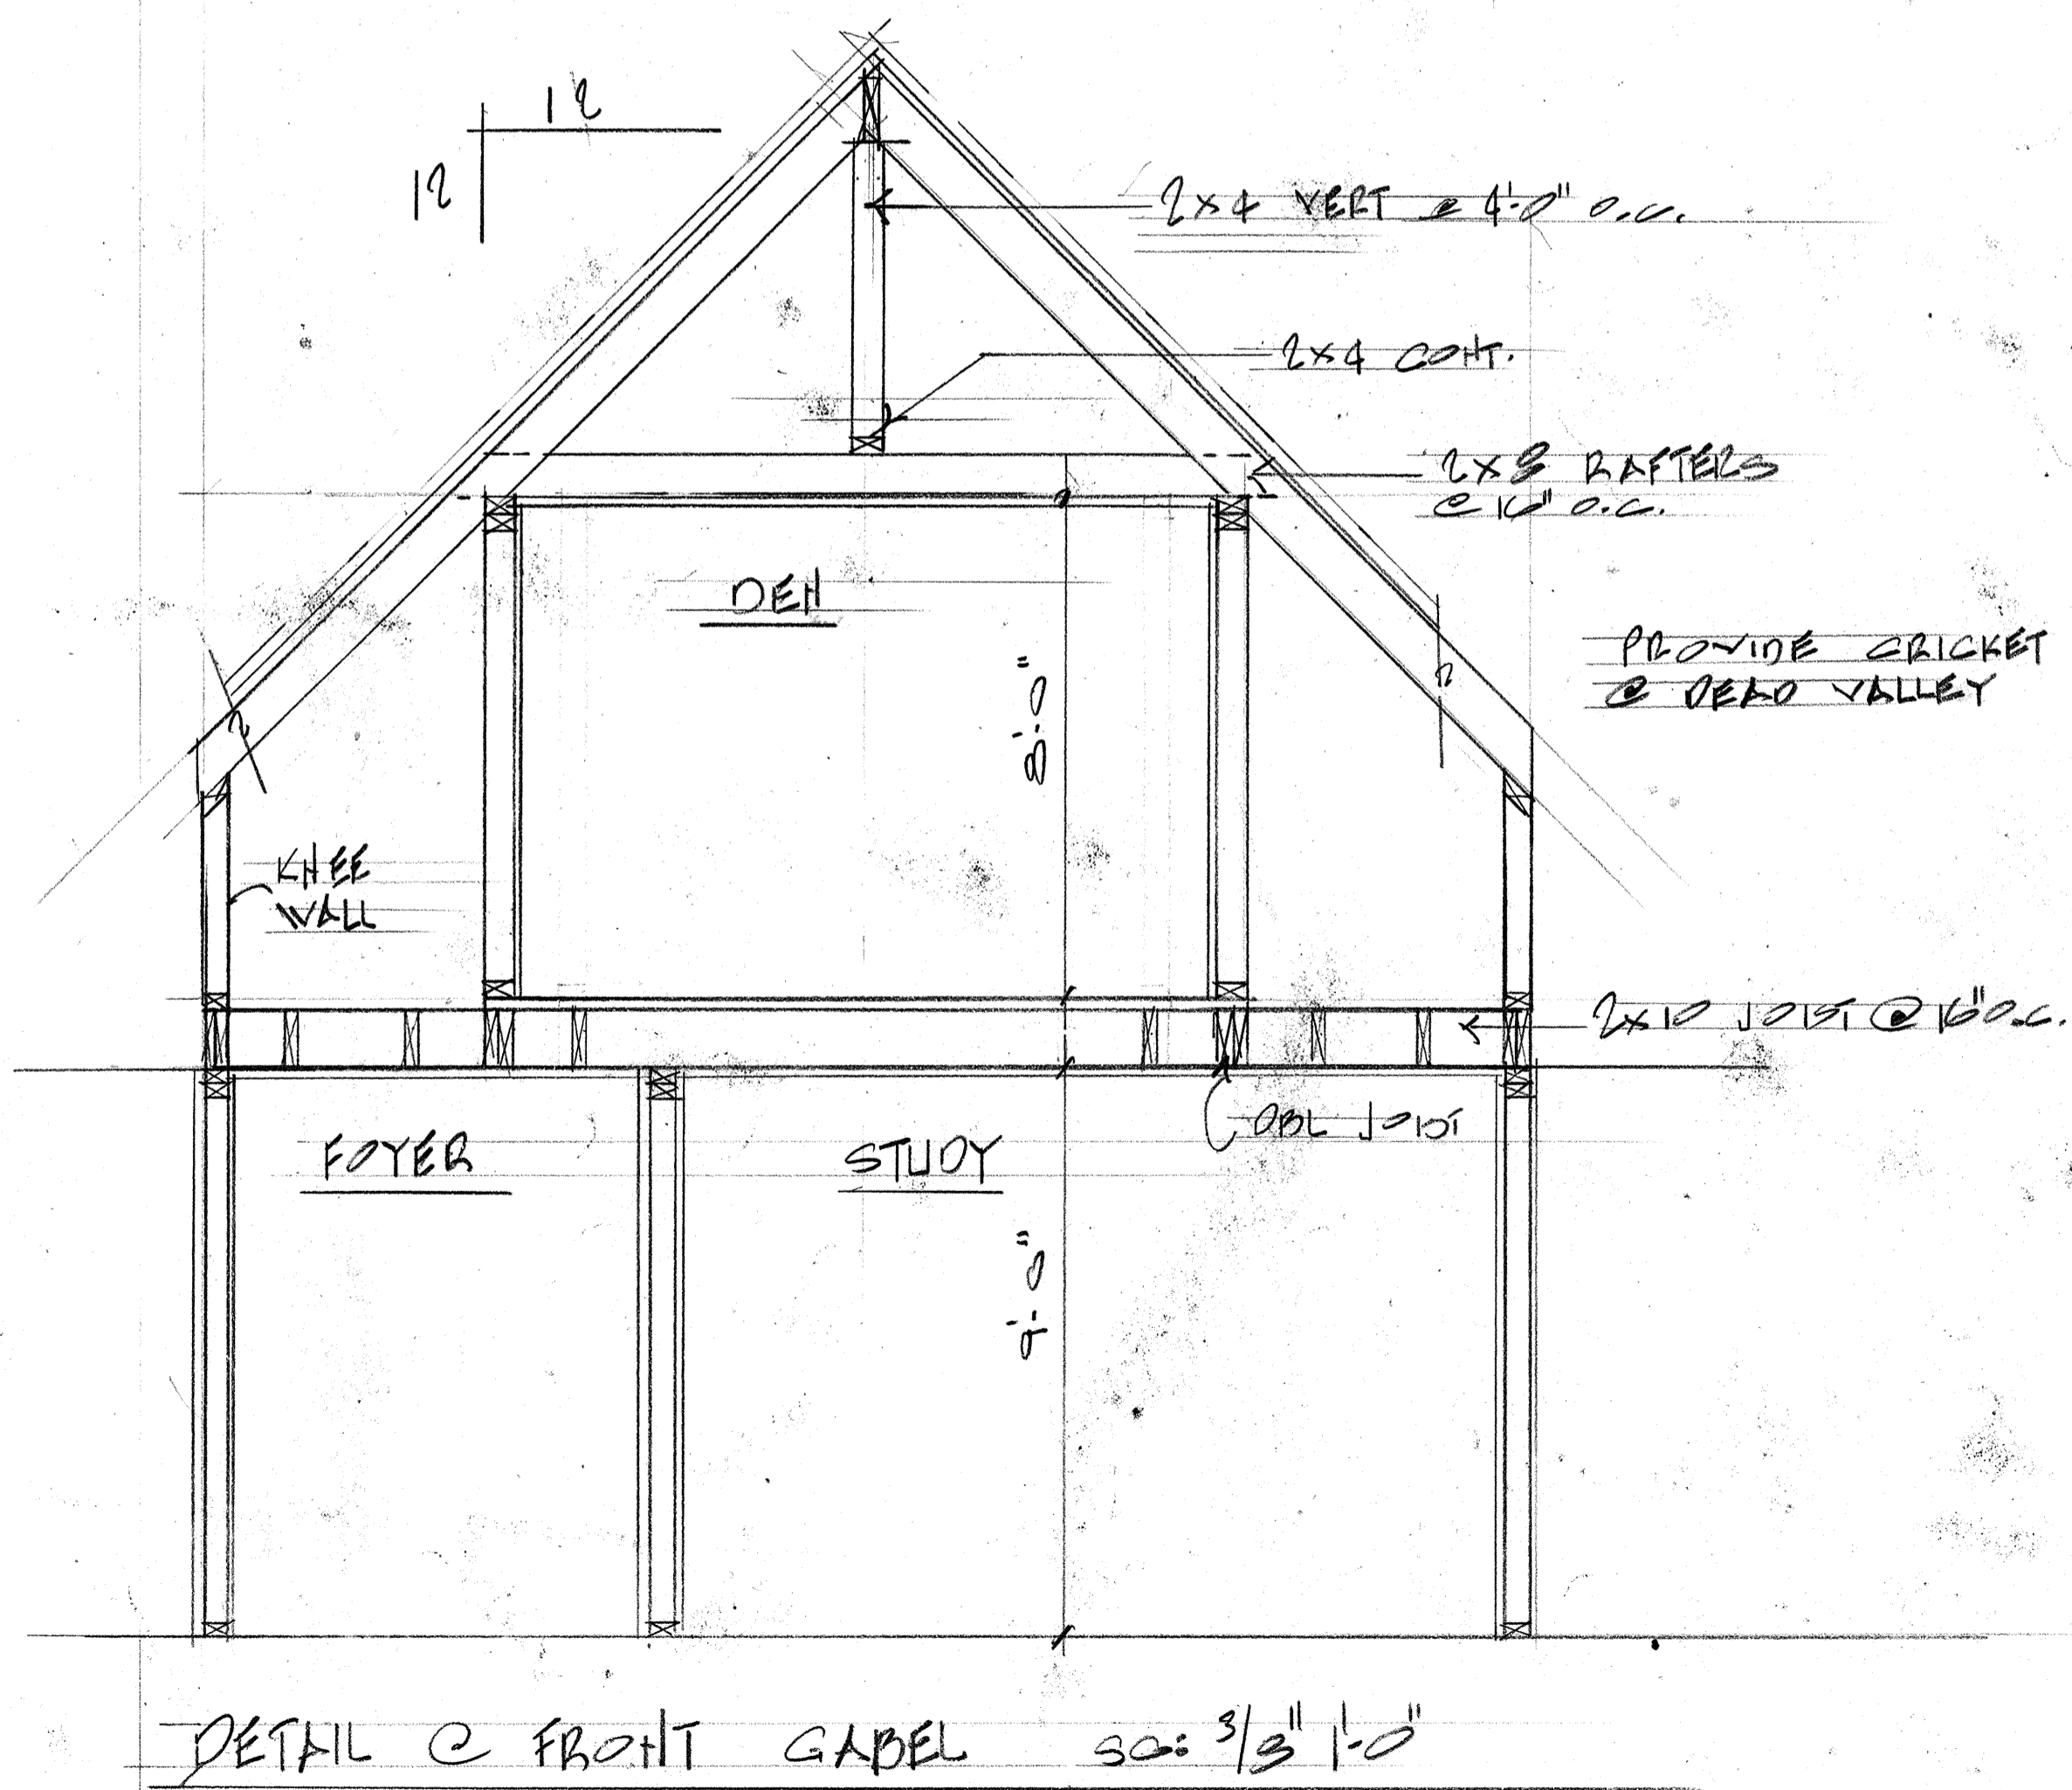 12
12
2x4 VERT @ 4'-0" O.C.
2x4 CONT.
2x8 RAFTERS
@ 16" O.C.
DEN
8'-0"
PROVIDE CRICKET
@ DEAD VALLEY
KNEE
WALL
2x10 JOIST @ 16" O.C.
DBL JOIST
FOYER
STUDY
9'-0"
DETAIL @ FRONT GABEL SC: 3/8" 1'-0"